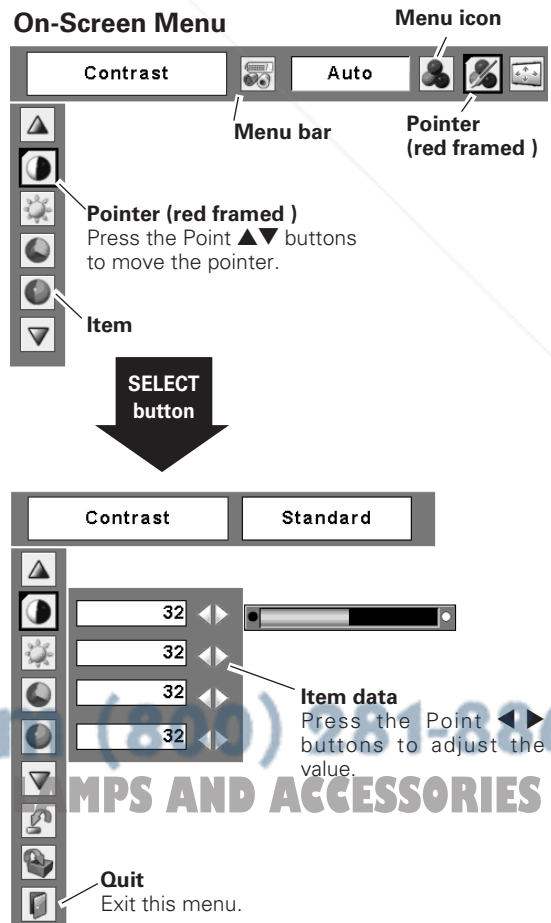 On-Screen Menu
Menu icon
Contrast
Auto
Menu bar
Pointer
(red framed )
Pointer (red framed )
Press the Point ▲▼ buttons
to move the pointer.
Item
SELECT
button
Contrast
Standard
32
32
32
32
Item data
Press the Point ◀ ▶
buttons to adjust the
value.
m (800) 281-88
LAMPS AND ACCESSORIES
Quit
Exit this menu.